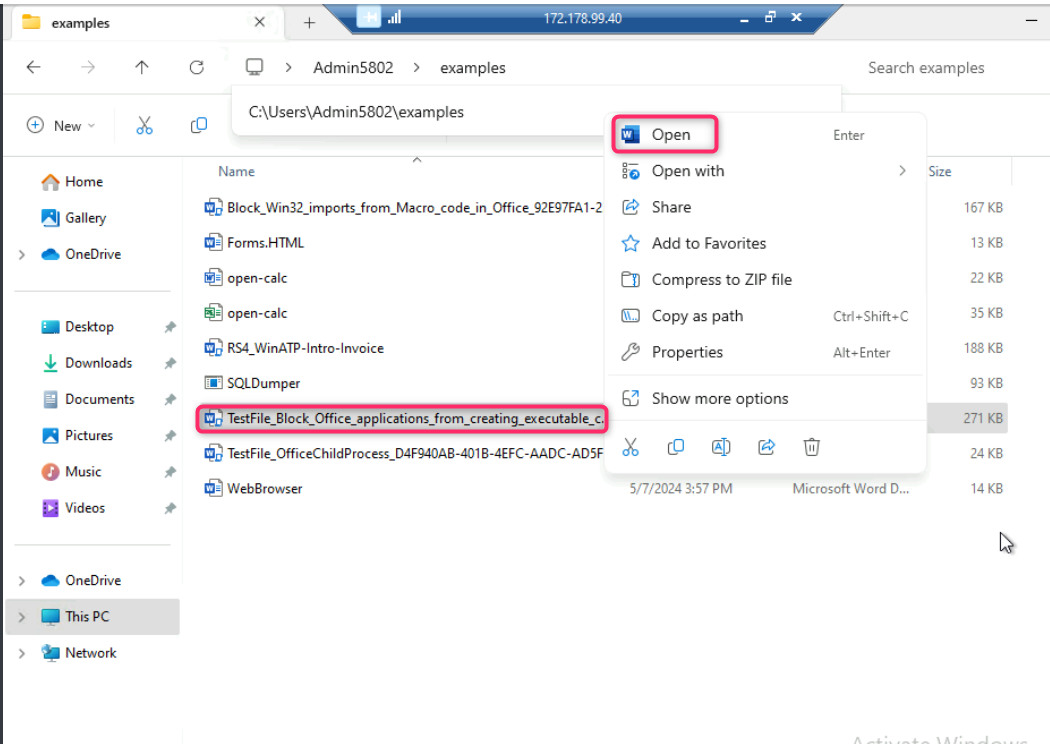 examples
172.178.99.40
Admin5802 > examples
Search examples
C:\Users\Admin5802\examples
New
Open Enter
Open with
Share
Add to Favorites
Compress to ZIP file
Copy as path Ctrl+Shift+C
Properties Alt+Enter
Show more options
Home
Gallery
OneDrive
Desktop
Downloads
Documents
Pictures
Music
Videos
OneDrive
This PC
Network
Name Size
Block_Win32_imports_from_Macro_code_in_Office_92E97FA1-2 167 KB
Forms.HTML 13 KB
open-calc 22 KB
open-calc 35 KB
RS4_WinATP-Intro-Invoice 188 KB
SQLDumper 93 KB
TestFile_Block_Office_applications_from_creating_executable_c. 271 KB
TestFile_OfficeChildProcess_D4F940AB-401B-4EFC-AADC-AD5F 24 KB
WebBrowser 5/7/2024 3:57 PM Microsoft Word D... 14 KB
Activate Windows